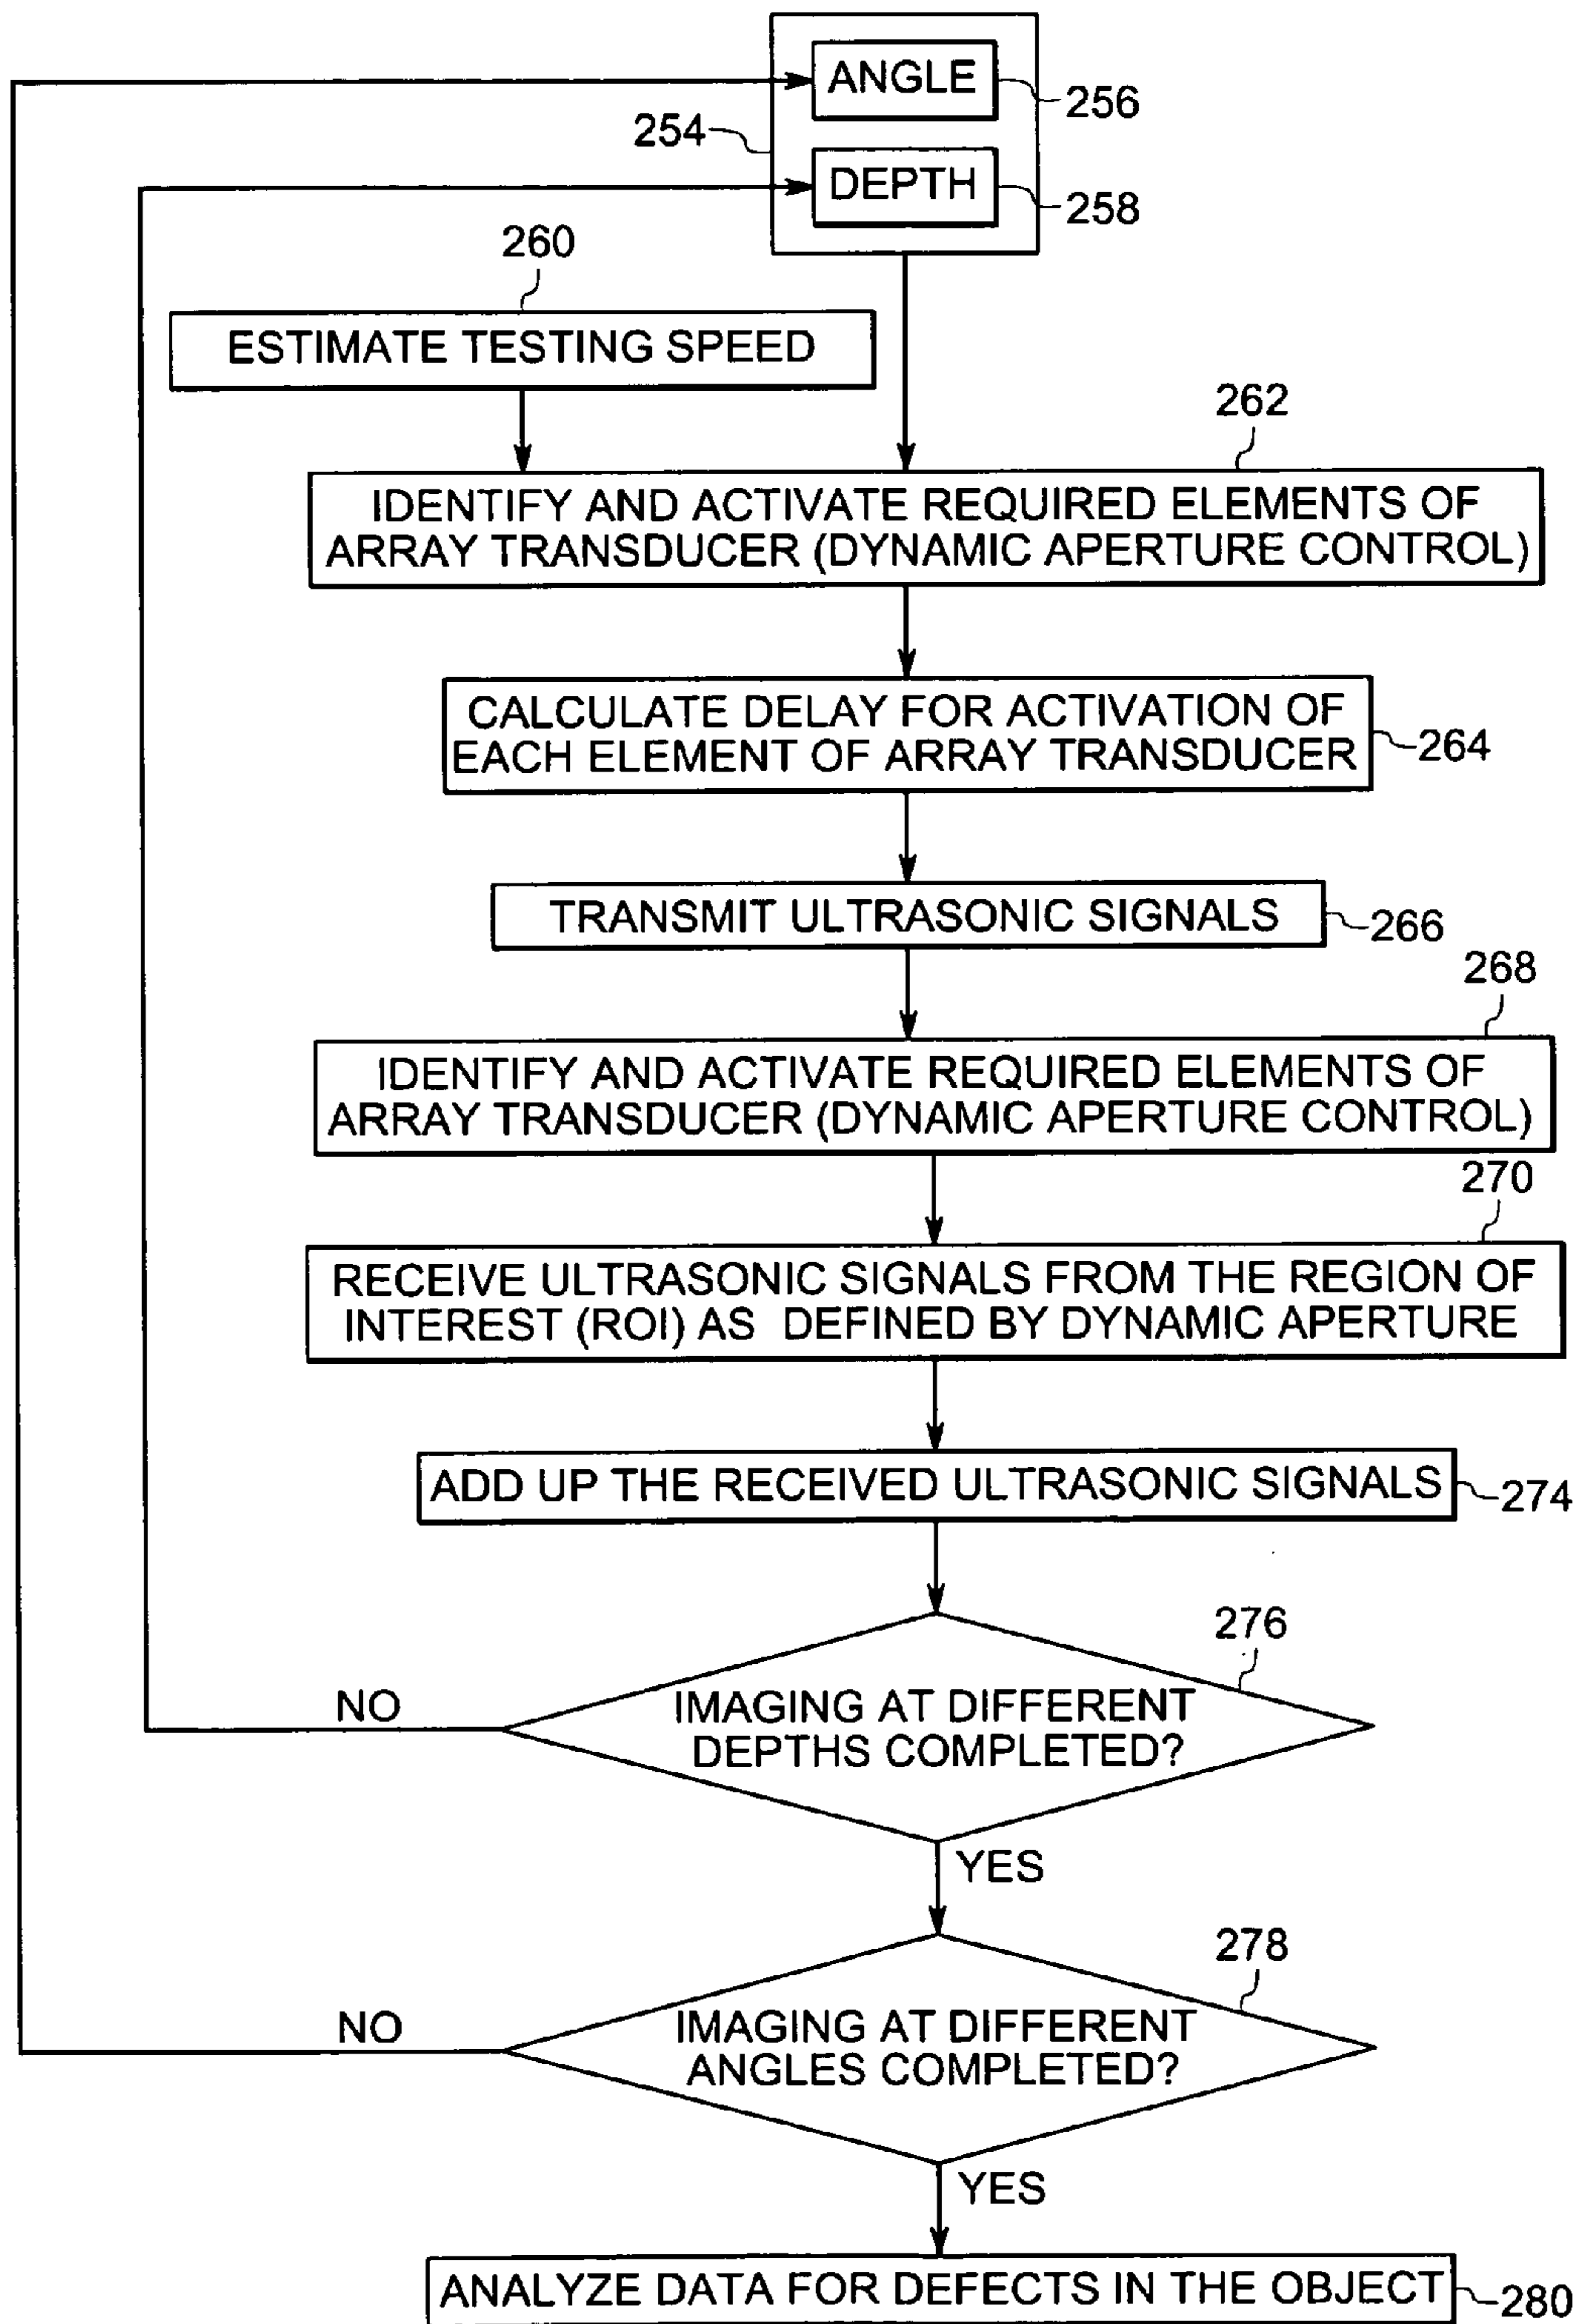 ANGLE
256
254
DEPTH
258
260
ESTIMATE TESTING SPEED
262
IDENTIFY AND ACTIVATE REQUIRED ELEMENTS OF
ARRAY TRANSDUCER (DYNAMIC APERTURE CONTROL)
CALCULATE DELAY FOR ACTIVATION OF
EACH ELEMENT OF ARRAY TRANSDUCER
264
TRANSMIT ULTRASONIC SIGNALS
266
268
IDENTIFY AND ACTIVATE REQUIRED ELEMENTS OF
ARRAY TRANSDUCER (DYNAMIC APERTURE CONTROL)
270
RECEIVE ULTRASONIC SIGNALS FROM THE REGION OF
INTEREST (ROI) AS DEFINED BY DYNAMIC APERTURE
ADD UP THE RECEIVED ULTRASONIC SIGNALS
274
276
NO
IMAGING AT DIFFERENT
DEPTHS COMPLETED?
YES
278
NO
IMAGING AT DIFFERENT
ANGLES COMPLETED?
YES
ANALYZE DATA FOR DEFECTS IN THE OBJECT
280